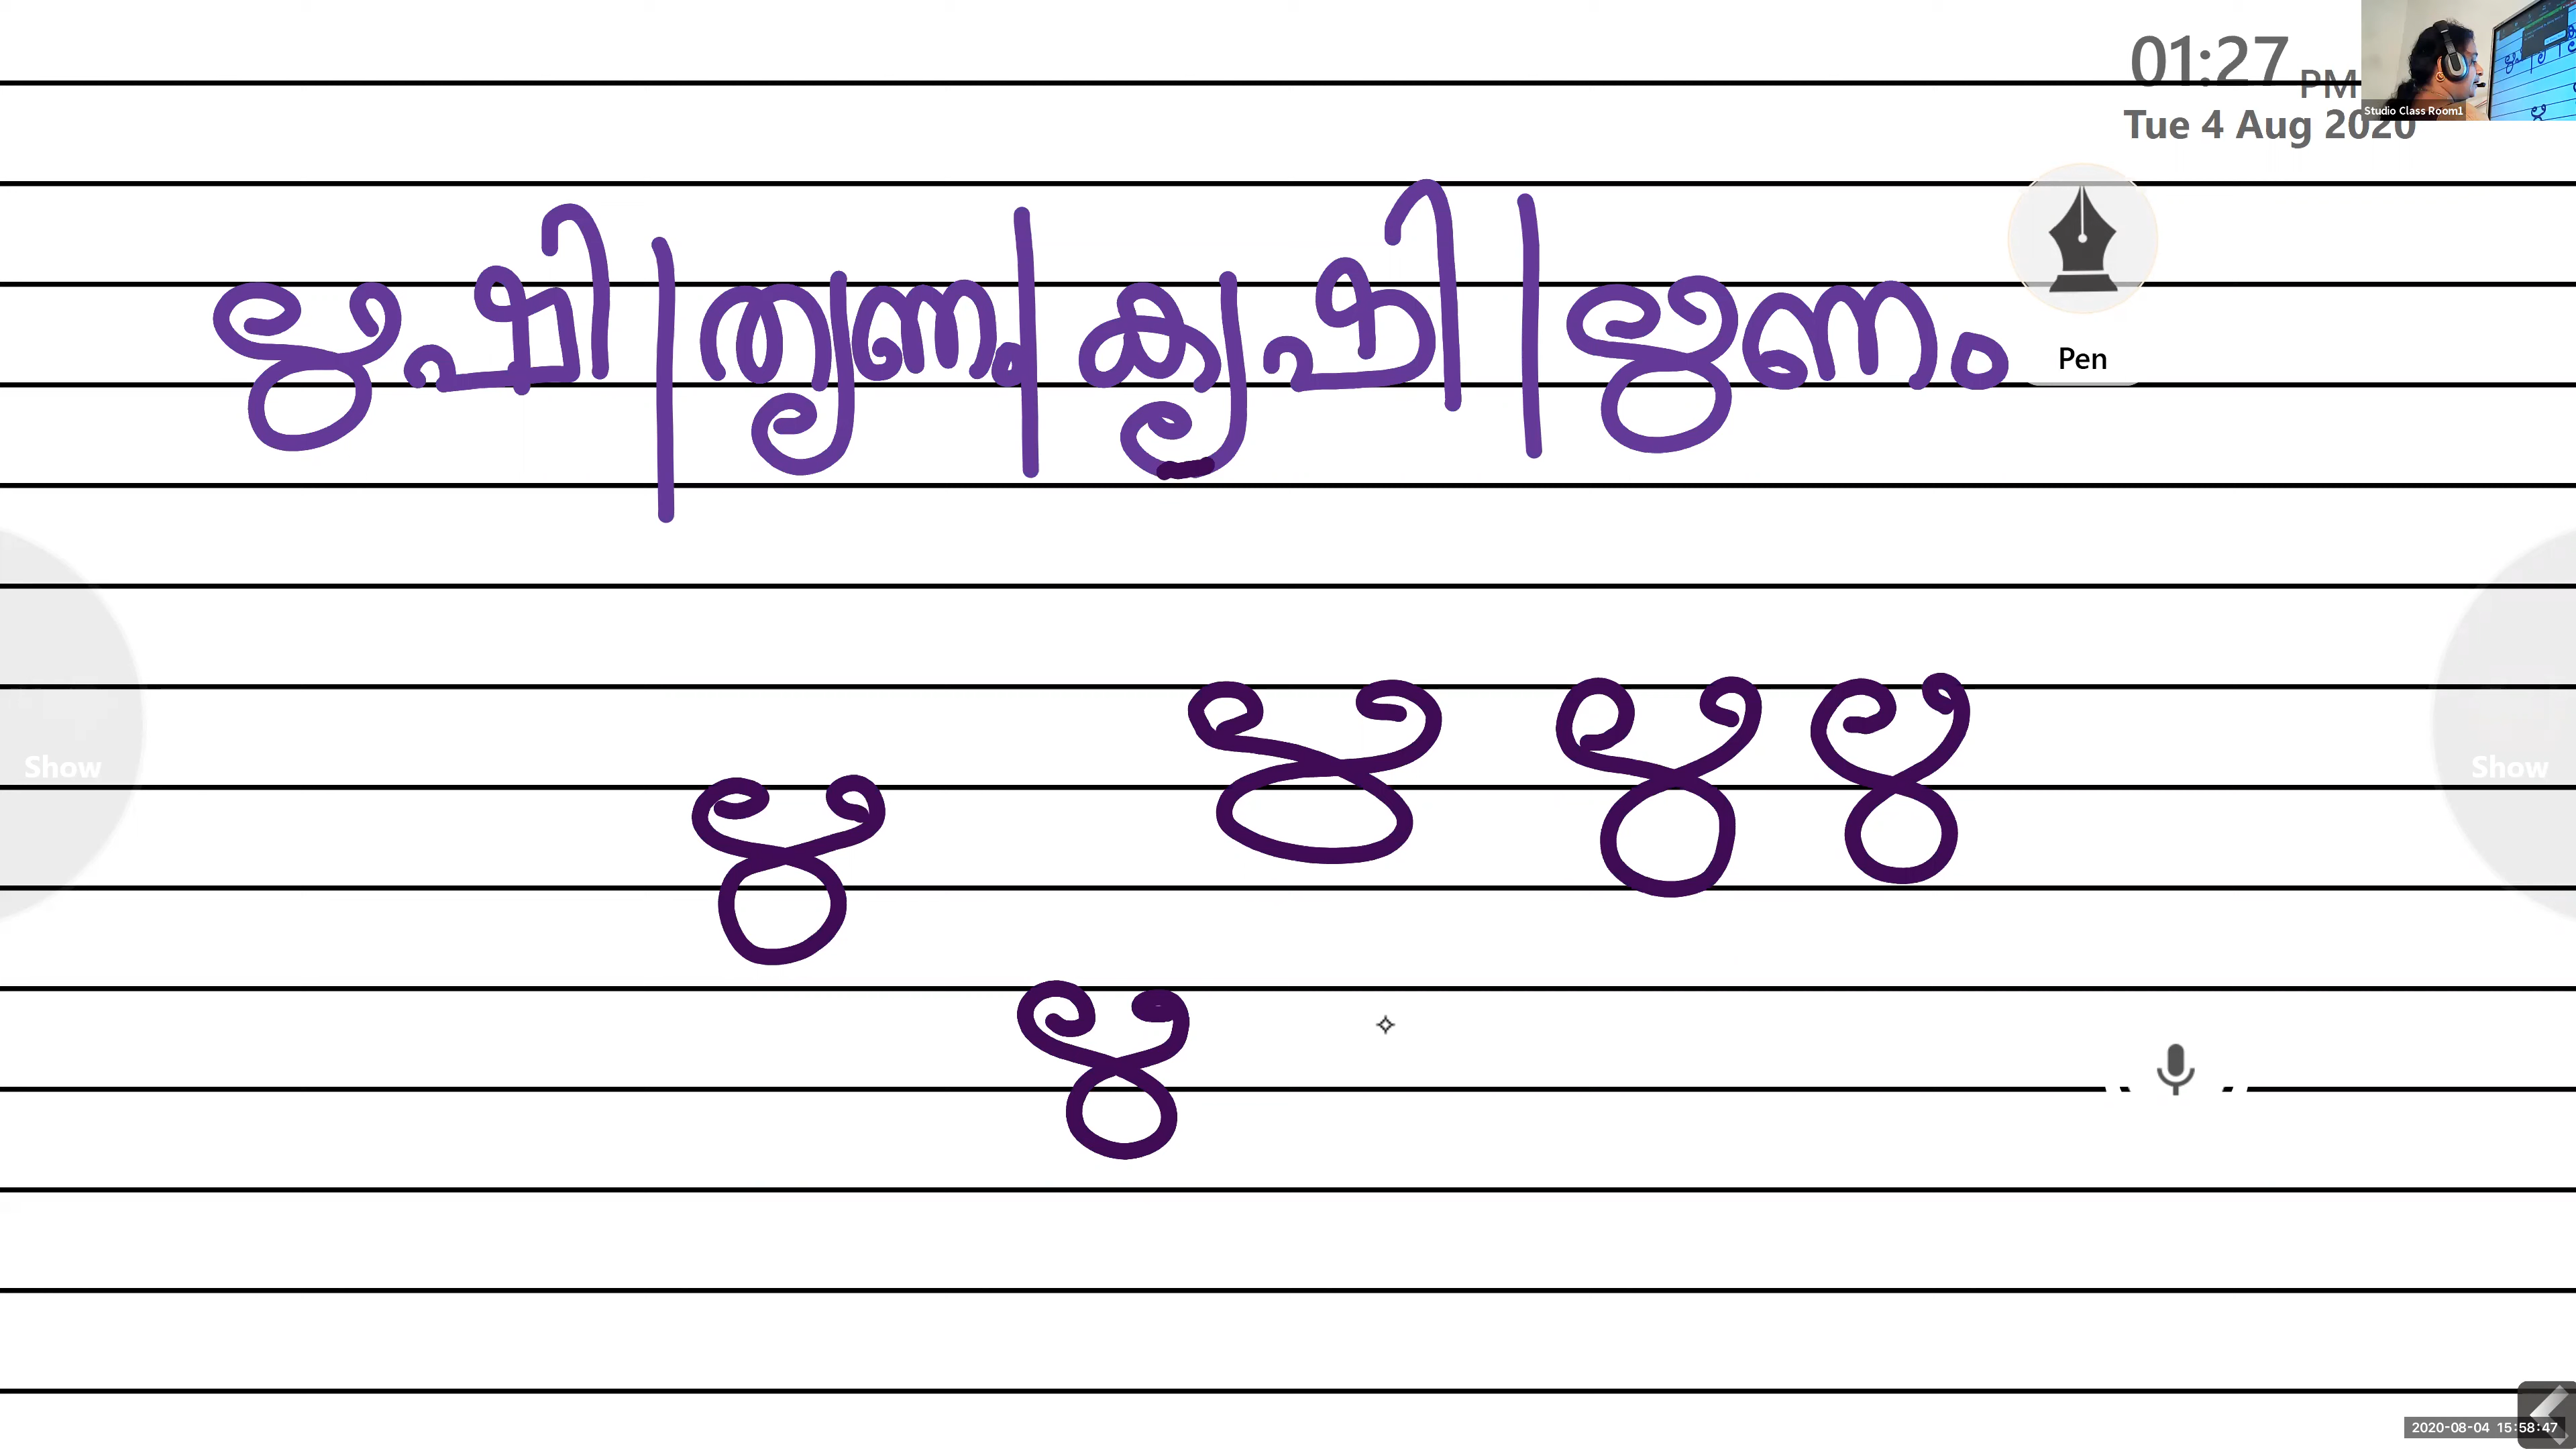 01:27 PM
Tue 4 Aug 2020
Studio Class Room1
ഋഷി | തൃണം | കൃഷി | ഋണം
Pen
Show Show
ഋ ഋ ഋ
ഋ
ഋ
2020-08-04 15:58:47